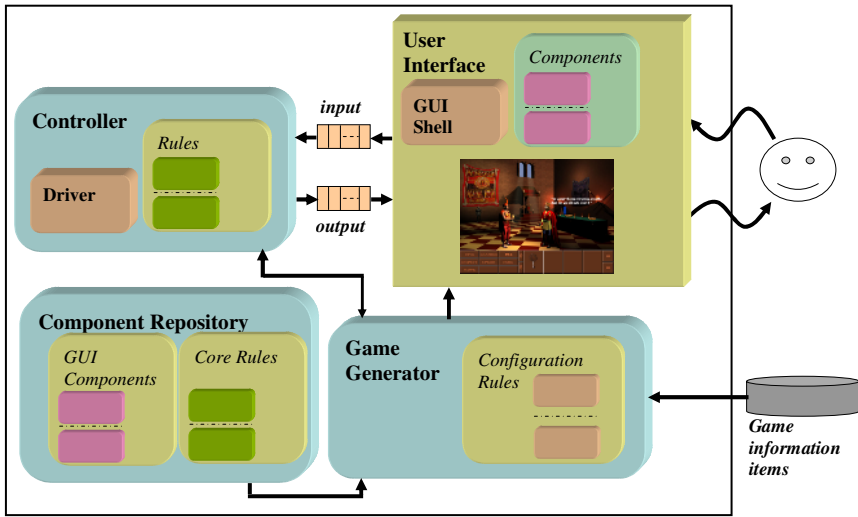 User
Interface
Components
GUI
Shell
input
Controller
Rules
Driver
output
Component Repository
GUI
Components
Core Rules
Game
Generator
Configuration
Rules
Game
information
items